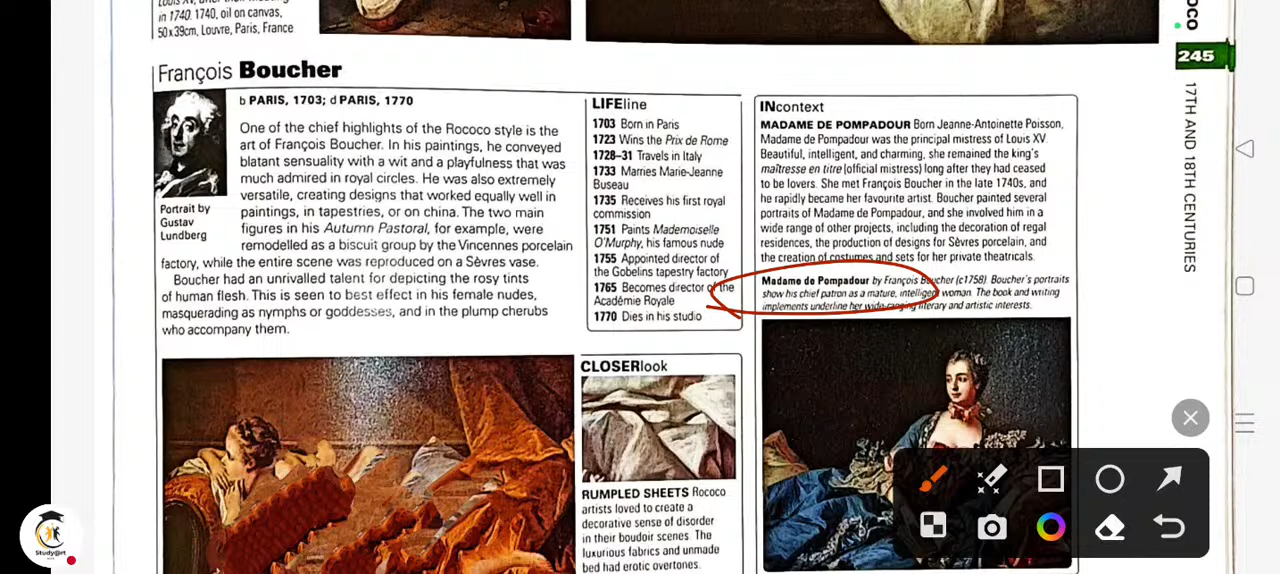 Louis XV, after their meeting
in 1740. 1740, oil on canvas,
50x39cm, Louvre, Paris, France
François Boucher
b PARIS, 1703; d PARIS, 1770
One of the chief highlights of the Rococo style is the
art of François Boucher. In his paintings, he conveyed
blatant sensuality with a wit and a playfulness that was
much admired in royal circles. He was also extremely
versatile, creating designs that worked equally well in
paintings, in tapestries, or on china. The two main
figures in his Autumn Pastoral, for example, were
remodelled as a biscuit group by the Vincennes porcelain
factory, while the entire scene was reproduced on a Sèvres vase.
Boucher had an unrivalled talent for depicting the rosy tints
of human flesh. This is seen to best effect in his female nudes,
masquerading as nymphs or goddesses, and in the plump cherubs
who accompany them.
Portrait by
Gustav
Lundberg
LIFEline
1703 Born in Paris
1723 Wins the Prix de Rome
1728–31 Travels in Italy
1733 Marries Marie-Jeanne
Buseau
1735 Receives his first royal
commission
1751 Paints Mademoiselle
O'Murphy, his famous nude
1755 Appointed director of
the Gobelins tapestry factory
1765 Becomes director of the
Académie Royale
1770 Dies in his studio
CLOSERlook
RUMPLED SHEETS Rococo
artists loved to create a
decorative sense of disorder
in their boudoir scenes. The
luxurious fabrics and unmade
bed had erotic overtones.
INcontext
MADAME DE POMPADOUR Born Jeanne-Antoinette Poisson,
Madame de Pompadour was the principal mistress of Louis XV.
Beautiful, intelligent, and charming, she remained the king's
maîtresse en titre (official mistress) long after they had ceased
to be lovers. She met François Boucher in the late 1740s, and
he rapidly became her favourite artist. Boucher painted several
portraits of Madame de Pompadour, and she involved him in a
wide range of other projects, including the decoration of regal
residences, the production of designs for Sèvres porcelain, and
the creation of costumes and sets for her private theatricals.
Madame de Pompadour by François Boucher (c1758) Boucher's portraits
show his chief patron as a mature, intelligent woman. The book and writing
implements underline her wide-ranging literary and artistic interests.
245
17TH AND 18TH CENTURIES
Study@rt